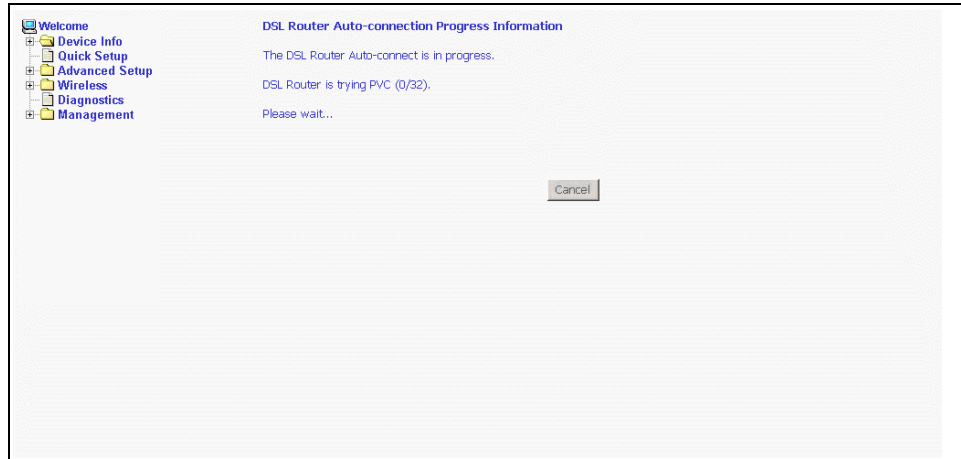 Welcome
Device Info
Quick Setup
Advanced Setup
Wireless
Diagnostics
Management
DSL Router Auto-connection Progress Information
The DSL Router Auto-connect is in progress.
DSL Router is trying PVC (0/32).
Please wait...
Cancel